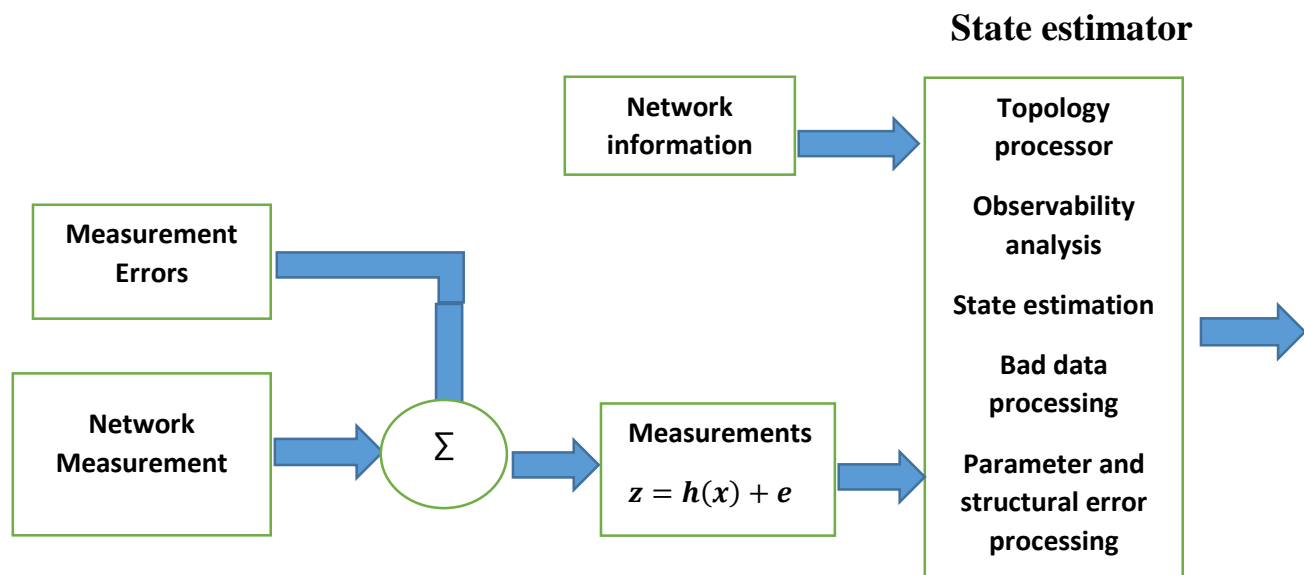 State estimator
Network
information
Topology
processor
Observability
analysis
State estimation
Bad data
processing
Parameter and
structural error
processing
Measurement
Errors
Network
Measurement
Σ
Measurements
z = h(x) + e